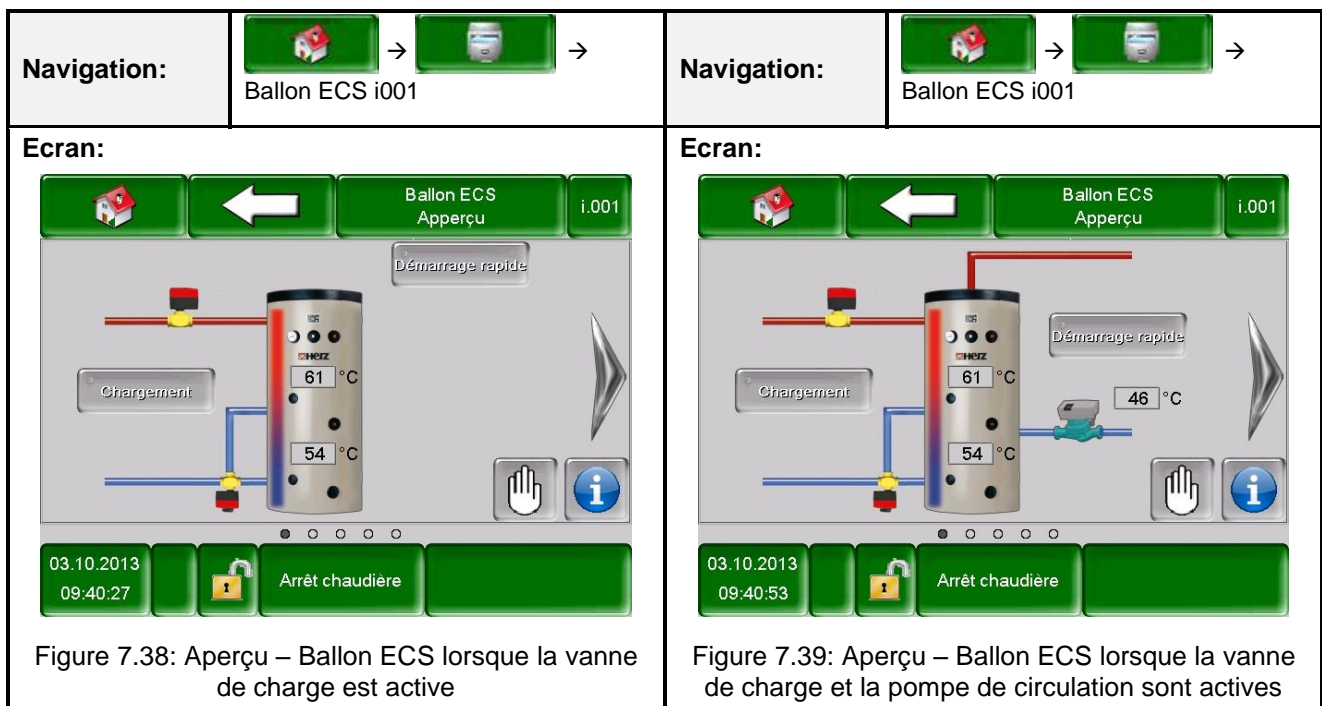 Navigation:
→ →
Ballon ECS i001
Ecran:
Ballon ECS
Apperçu
i.001
Démarrage rapide
ECS
HERZ
61 °C
Chargement
54 °C
i
03.10.2013
09:40:27
Arrêt chaudière
Figure 7.38: Aperçu – Ballon ECS lorsque la vanne
de charge est active
Navigation:
→ →
Ballon ECS i001
Ecran:
Ballon ECS
Apperçu
i.001
Démarrage rapide
ECS
HERZ
61 °C
46 °C
Chargement
54 °C
i
03.10.2013
09:40:53
Arrêt chaudière
Figure 7.39: Aperçu – Ballon ECS lorsque la vanne
de charge et la pompe de circulation sont actives